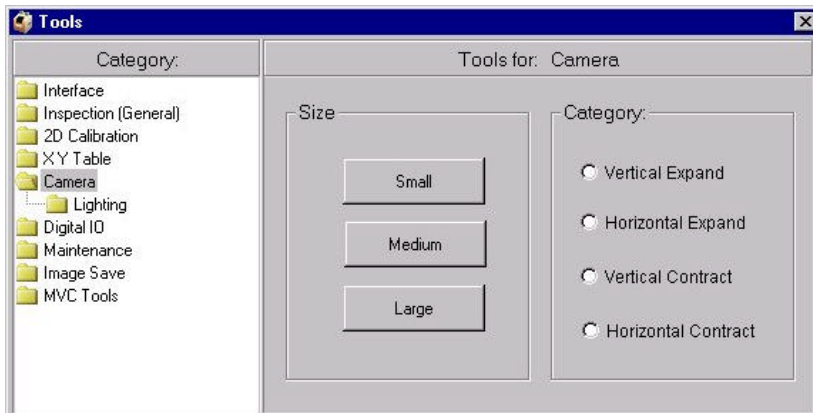 Tools
Category:
Interface
Inspection (General)
2D Calibration
X Y Table
Camera
Lighting
Digital IO
Maintenance
Image Save
MVC Tools
Tools for: Camera
Size
Small
Medium
Large
Category:
Vertical Expand
Horizontal Expand
Vertical Contract
Horizontal Contract